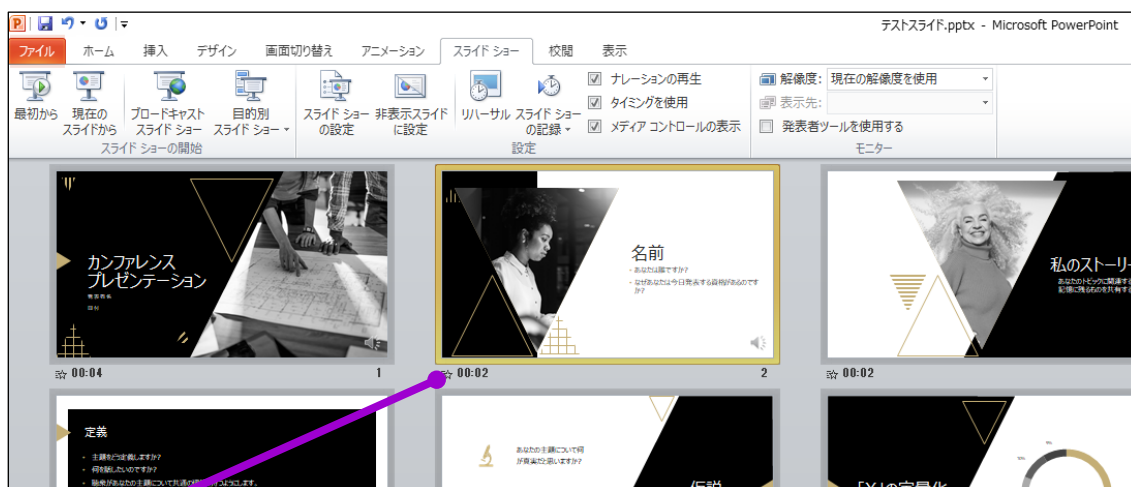 テストスライド.pptx - Microsoft PowerPoint
ファイル ホーム 挿入 デザイン 画面切り替え アニメーション スライド ショー 校閲 表示
最初から
現在の
スライドから
ブロードキャスト
スライド ショー
目的別
スライド ショー
スライド ショーの開始
スライド ショー
の設定
非表示スライド
に設定
リハーサル
スライド ショー
の記録
ナレーションの再生
タイミングを使用
メディア コントロールの表示
設定
解像度: 現在の解像度を使用
表示先:
発表者ツールを使用する
モニター
カンファレンス
プレゼンテーション
日付
00:04 1
名前
・あなたは誰ですか?
・なぜあなたは今日発表する資格があるのです
か?
00:02 2
私のストーリー
00:02
定義
・主題をどう定義しますか?
・何を話したいのですか?
あなたの主題について何
が真実だと思いますか?
仮説
「X」の定量化